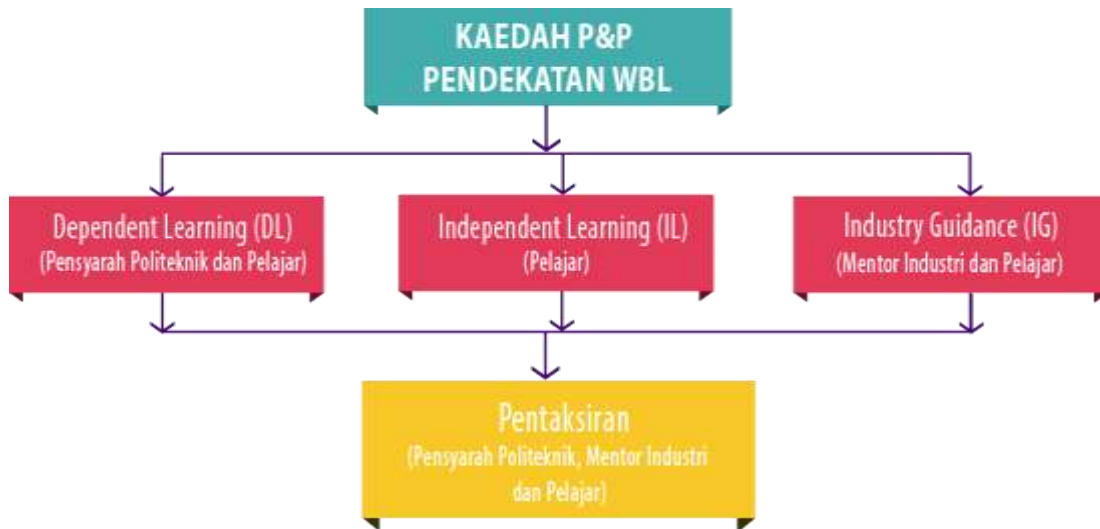 KAEDAH P&P
PENDEKATAN WBL
Dependent Learning (DL)
(Pensyarah Politeknik dan Pelajar)
Independent Learning (IL)
(Pelajar)
Industry Guidance (IG)
(Mentor Industri dan Pelajar)
Pentaksiran
(Pensyarah Politeknik, Mentor Industri
dan Pelajar)